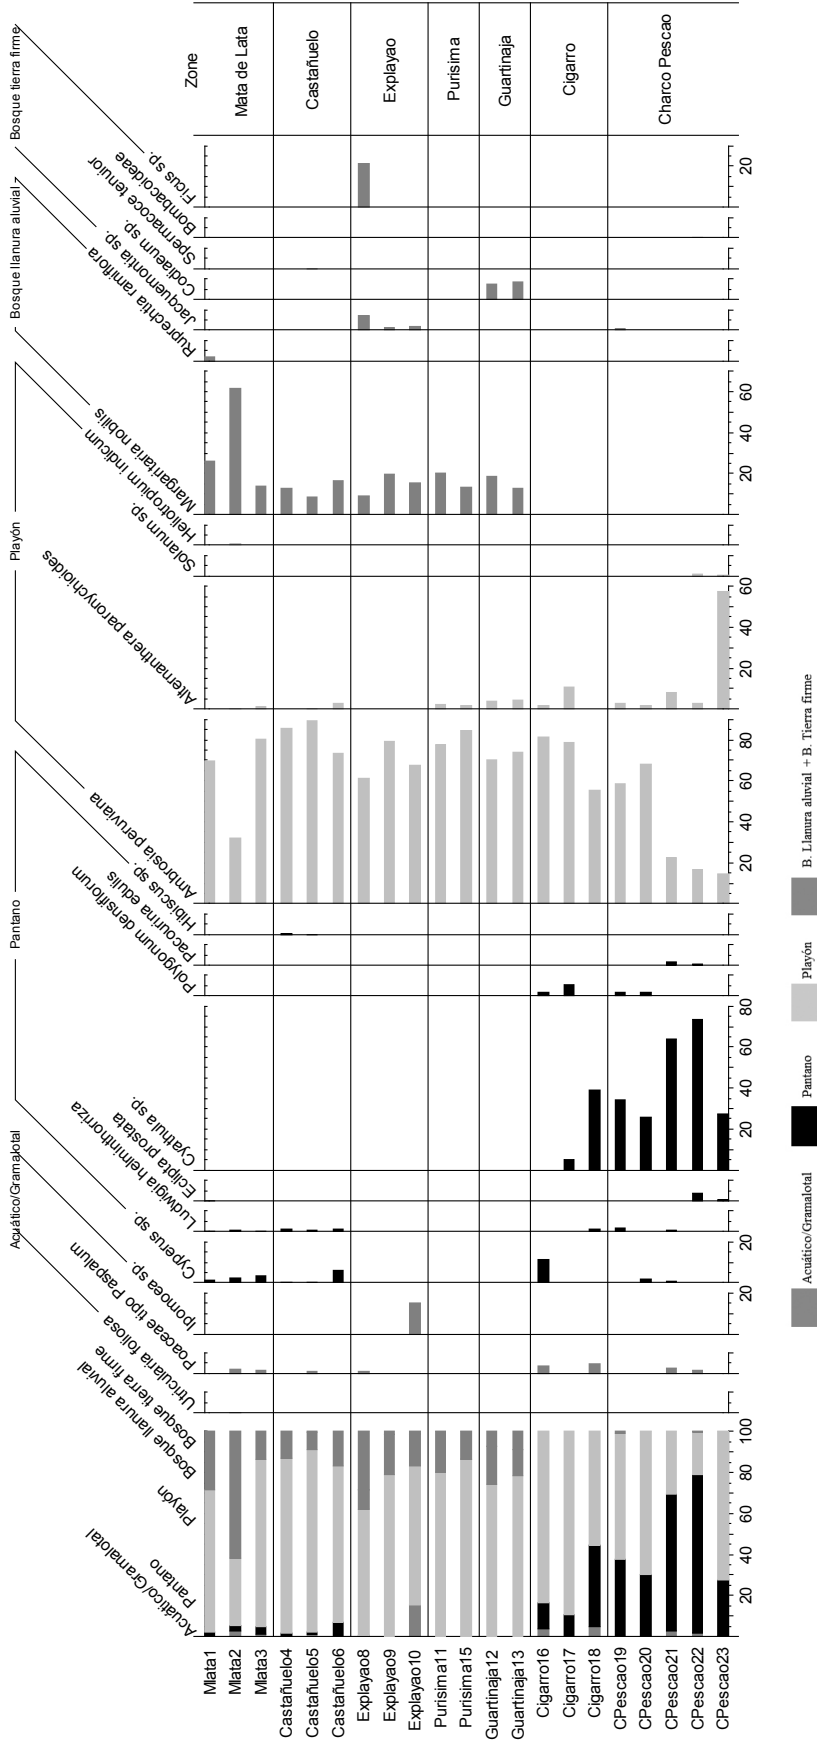 Acuático/Gramalotal
Pantano
Playón
Bosque llanura aluvial
Bosque tierra firme
Acuático/Gramalotal
Pantano
Playón
Bosque llanura aluvial
Bosque tierra firme
Utricularia foliosa
Poaceae tipo Paspalum
Ipomoea sp.
Cyperus sp.
Ludwigia helminthorriza
Eclipta prostata
Cyathula sp.
Polygonum densiflorum
Pacourina edulis
Hibiscus sp.
Ambrosia peruviana
Alternanthera paronychioides
Solanum sp.
Heliotropium indicum
Margaritaria nobilis
Ruprechtia ramiflora
Jacquemontia sp.
Codiaeum sp.
Spermacoce tenuior
Bombacoideae
Ficus sp.
Zone
Mlata1
Mlata2
Mlata3
Castañuelo4
Castañuelo5
Castañuelo6
Explayao8
Explayao9
Explayao10
Purisima11
Purisima15
Guartinaja12
Guartinaja13
Cigarro16
Cigarro17
Cigarro18
CPescao19
CPescao20
CPescao21
CPescao22
CPescao23
Mata de Lata
Castañuelo
Explayao
Purisima
Guartinaja
Cigarro
Charco Pescao
20 40 60 80 100
20
20
20 40 60 80
20 40 60 80
20 40 60
20 40 60
20
Acuático/Gramalotal
Pantano
Playón
B. Llanura aluvial + B. Tierra firme